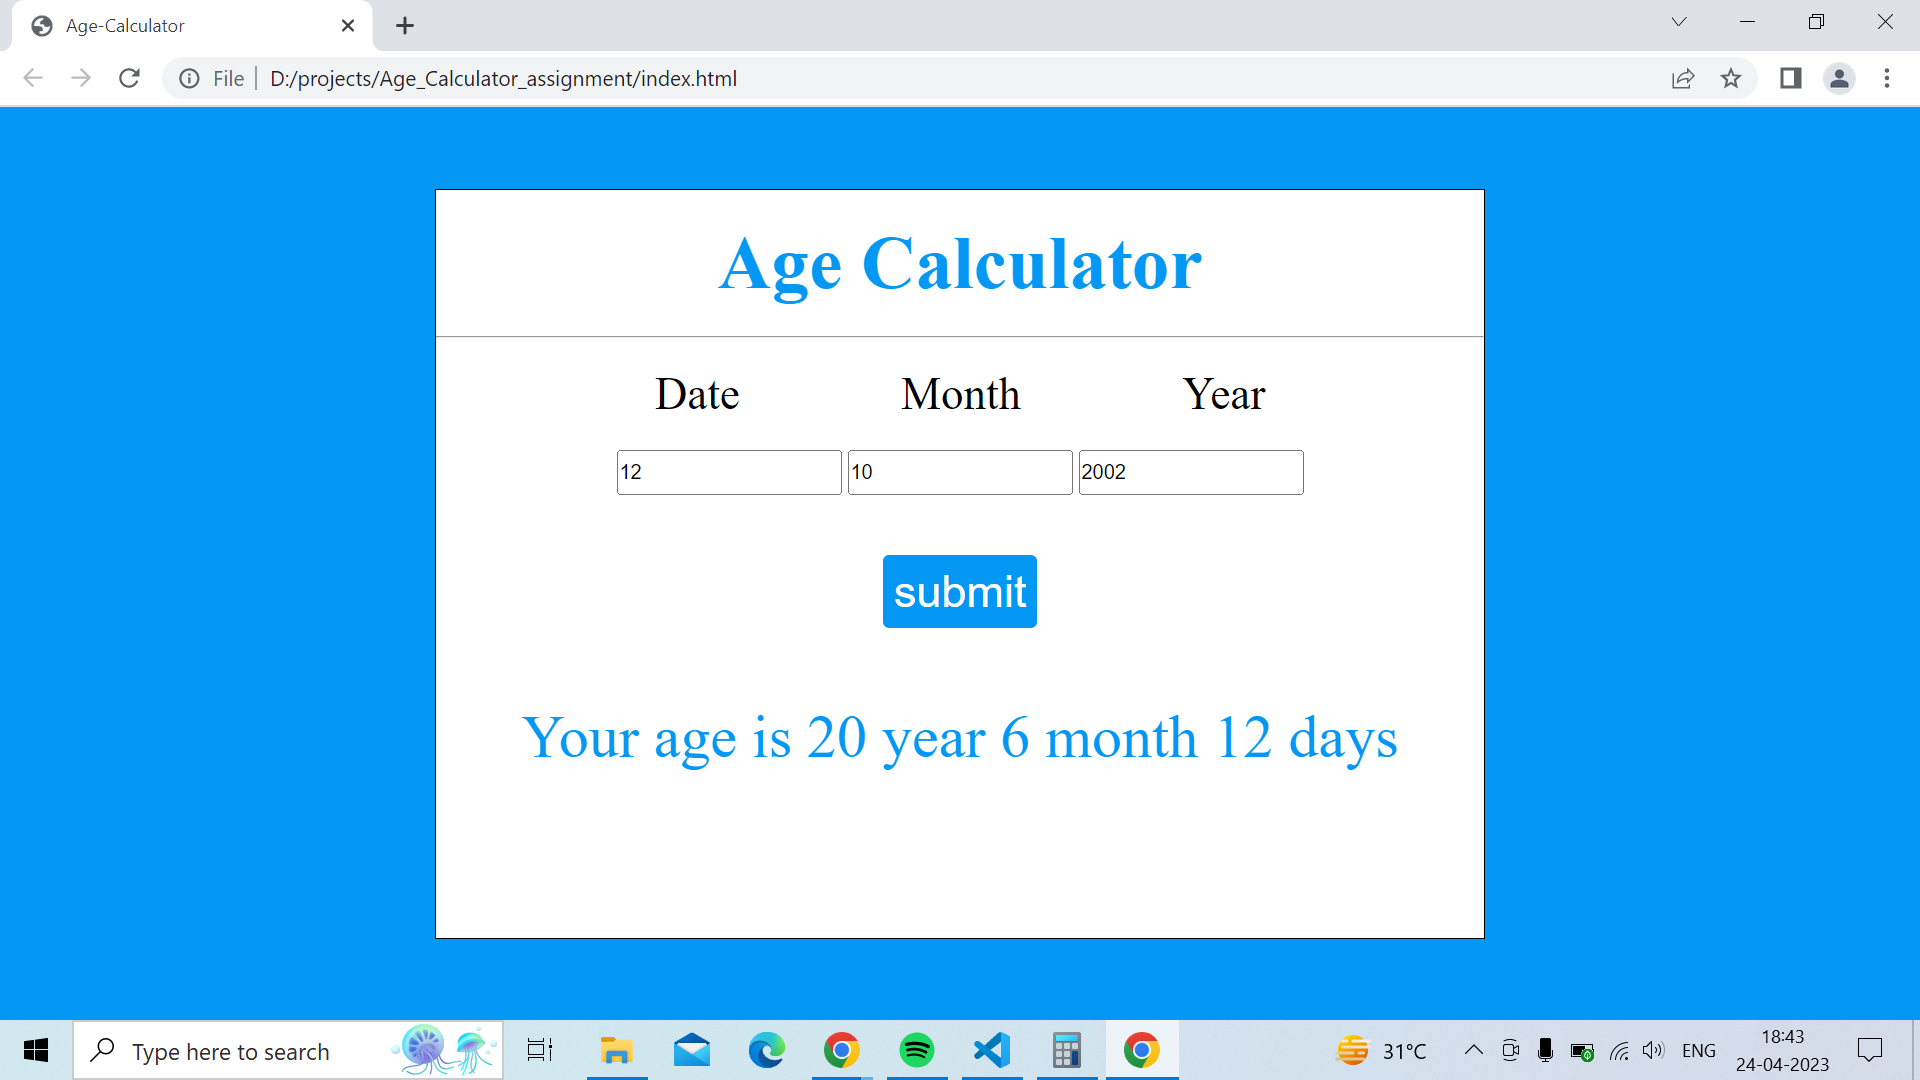 Age-Calculator
File D:/projects/Age_Calculator_assignment/index.html
Age Calculator
Date Month Year
12 10 2002
submit
Your age is 20 year 6 month 12 days
Type here to search
31°C
ENG
18:43
24-04-2023